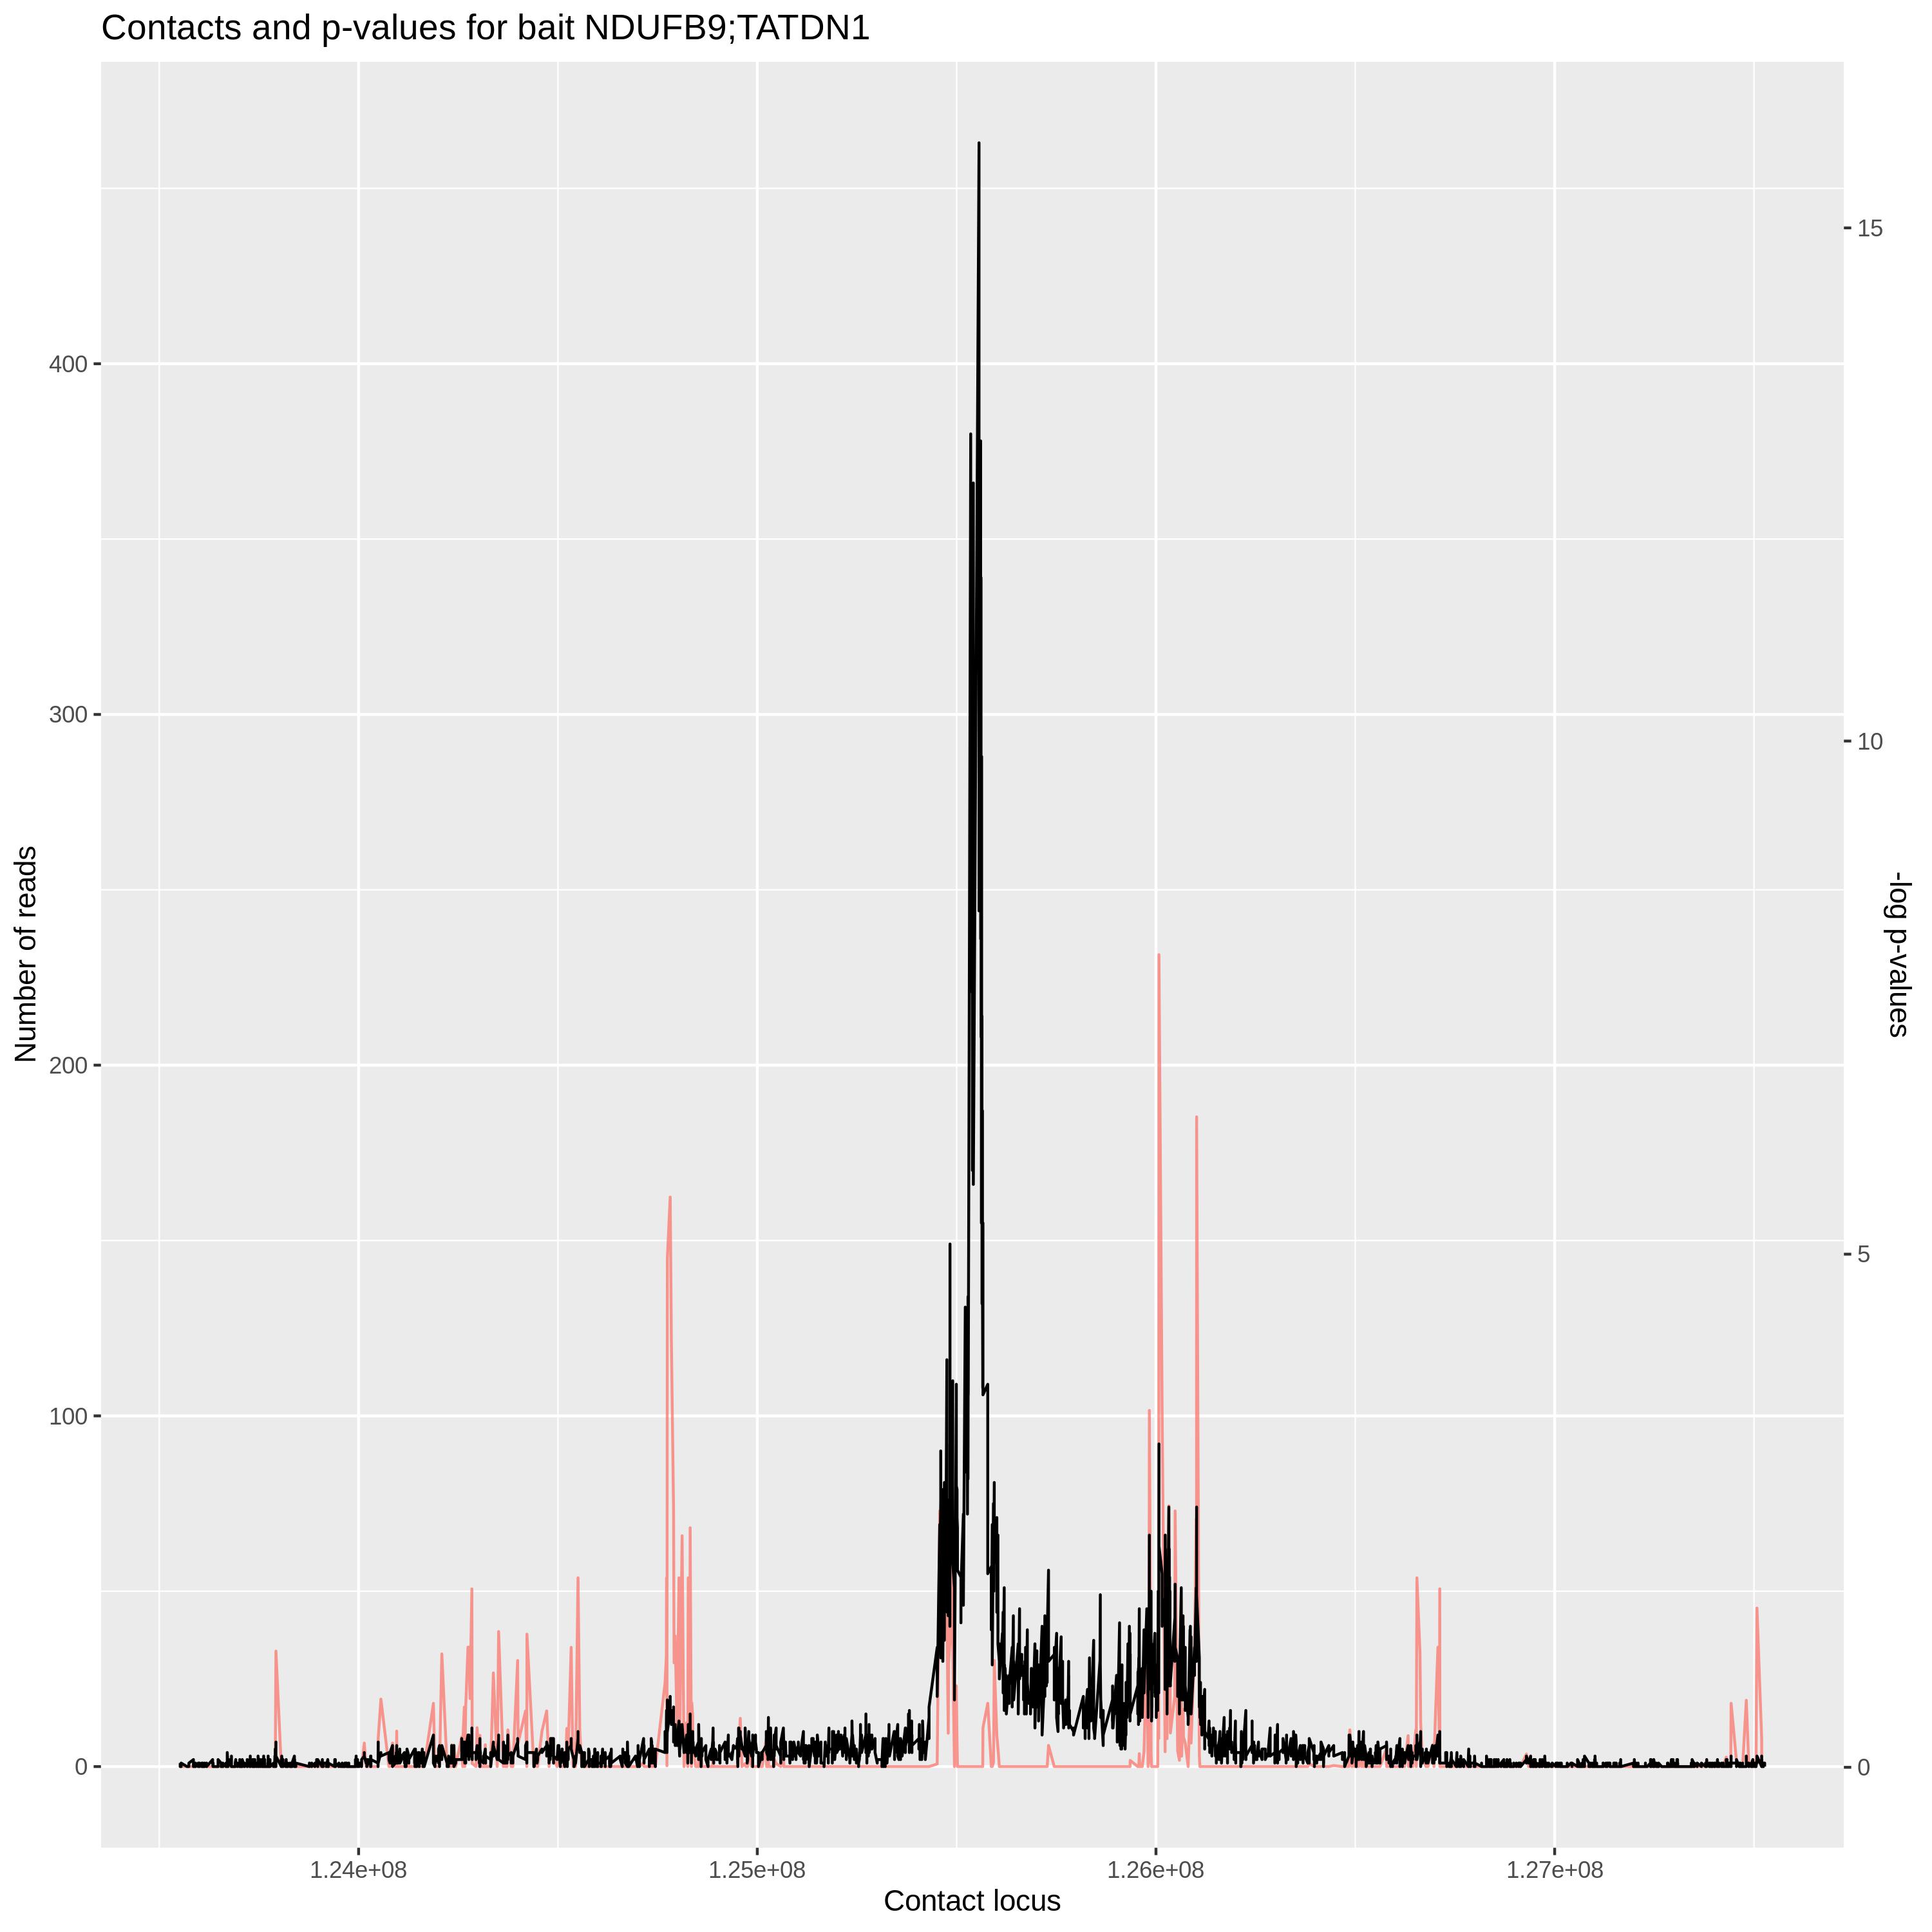 Contacts and p-values for bait NDUFB9;TATDN1
Number of reads
400
300
200
100
0
15
10
5
0
-log p-values
1.24e+08
1.25e+08
1.26e+08
1.27e+08
Contact locus